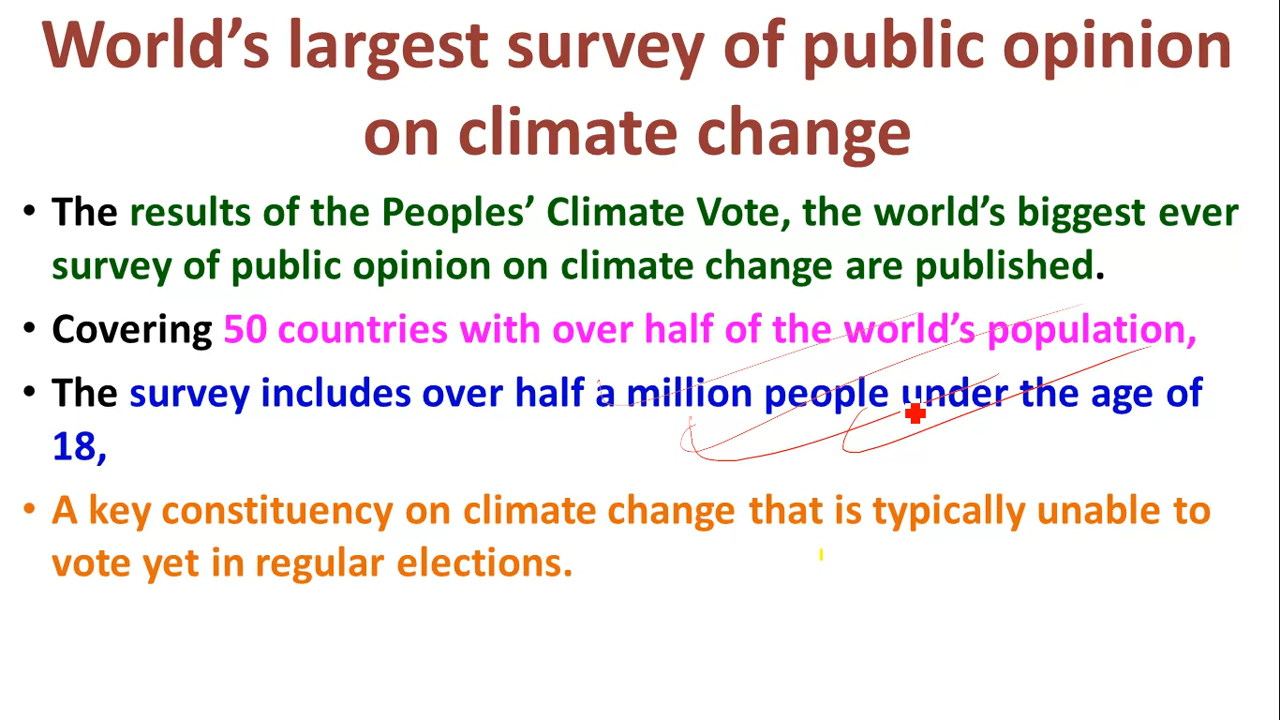 World’s largest survey of public opinion
on climate change
• The results of the Peoples’ Climate Vote, the world’s biggest ever
survey of public opinion on climate change are published.
• Covering 50 countries with over half of the world’s population,
• The survey includes over half a million people under the age of
18,
• A key constituency on climate change that is typically unable to
vote yet in regular elections.